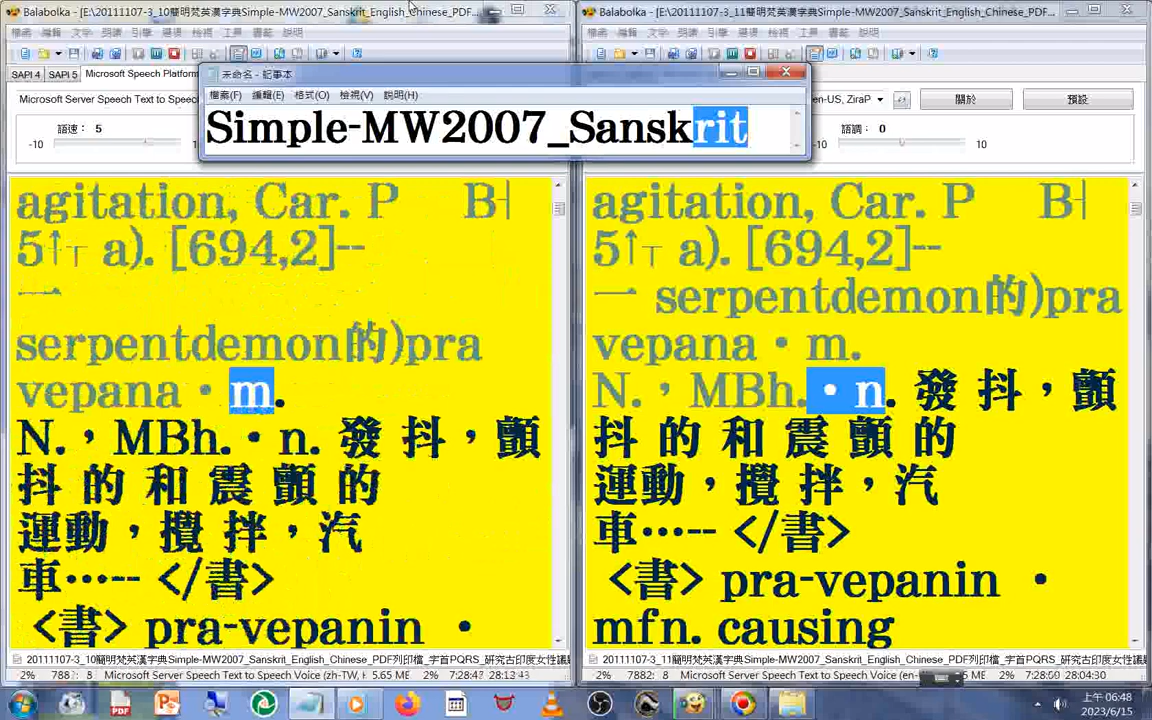 Balabolka - [E:\20111107-3_10簡明梵英漢字典Simple-MW2007_Sanskrit_English_Chinese_PDF...
Balabolka - [E:\20111107-3_11簡明梵英漢字典Simple-MW2007_Sanskrit_English_Chinese_PDF...
SAPI 4 SAPI 5 Microsoft Speech Platform
Microsoft Server Speech Text to Speec
語速： 5
-10
未命名 - 記事本
檔案(F) 編輯(E) 格式(O) 檢視(V) 說明(H)
Simple-MW2007_Sanskrit
en-US, ZiraP
關於
預設
語調： 0
10
agitation, Car. P B┤
5↑┬ a). [694,2]--
一
serpentdemon的)pra
vepana・m.
N.，MBh.・n. 發 抖，顫
抖 的 和 震 顫 的
運動，攪 拌，汽
車…-- </書>
<書> pra-vepanin ・
agitation, Car. P B┤
5↑┬ a). [694,2]--
一 serpentdemon的)pra
vepana・m.
N.，MBh.・n. 發 抖，顫
抖 的 和 震 顫 的
運動，攪 拌，汽
車…-- </書>
<書> pra-vepanin ・
mfn. causing
20111107-3_10簡明梵英漢字典Simple-MW2007_Sanskrit_English_Chinese_PDF列印檔_字首PQRS_研究古印度女性議
20111107-3_11簡明梵英漢字典Simple-MW2007_Sanskrit_English_Chinese_PDF列印檔_字首PQRS_研究古印度女性議
2% 788 : 8 Microsoft Server Speech Text to Speech Voice (zh-TW, H 5.65 ME 2% 7:28:47 28:13:43
2% 7882: 8 Microsoft Server Speech Text to Speech Voice (en- 2% 28:04:30
上午 06:48
2023/6/15